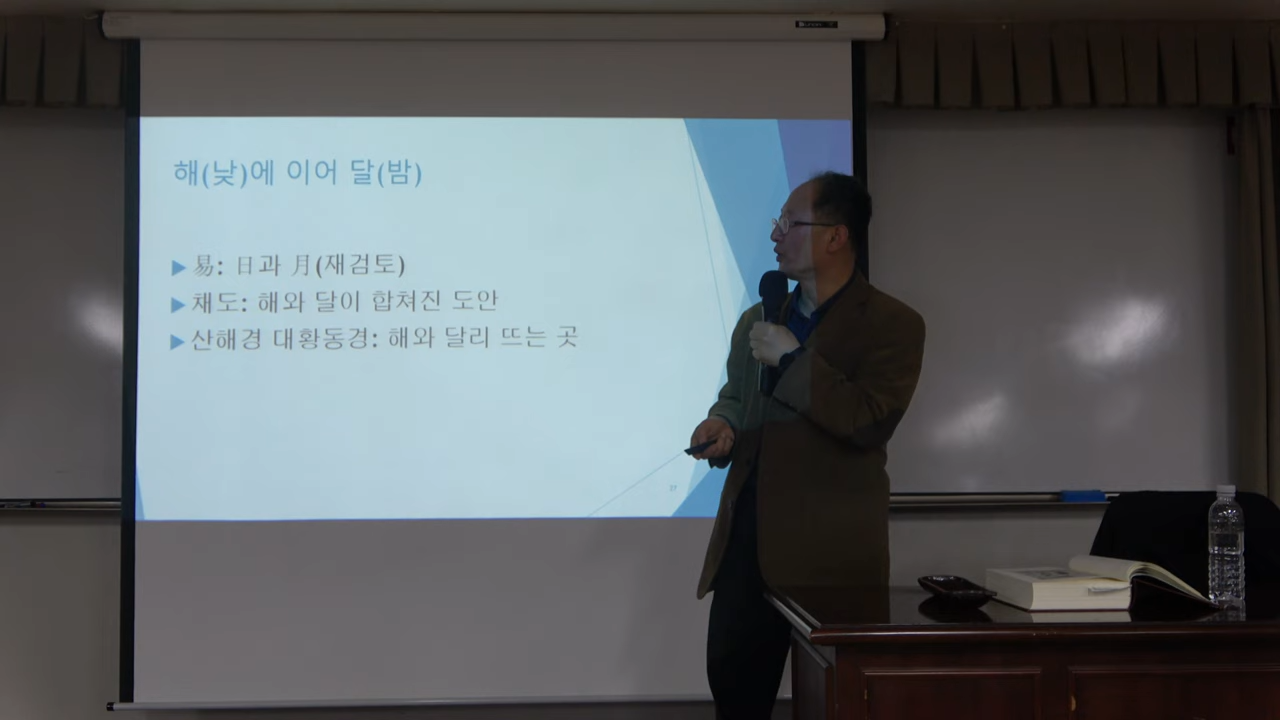 해(낮)에 이어 달(밤)
易: 日과 月(재검토)
채도: 해와 달이 합쳐진 도안
산해경 대황동경: 해와 달리 뜨는 곳